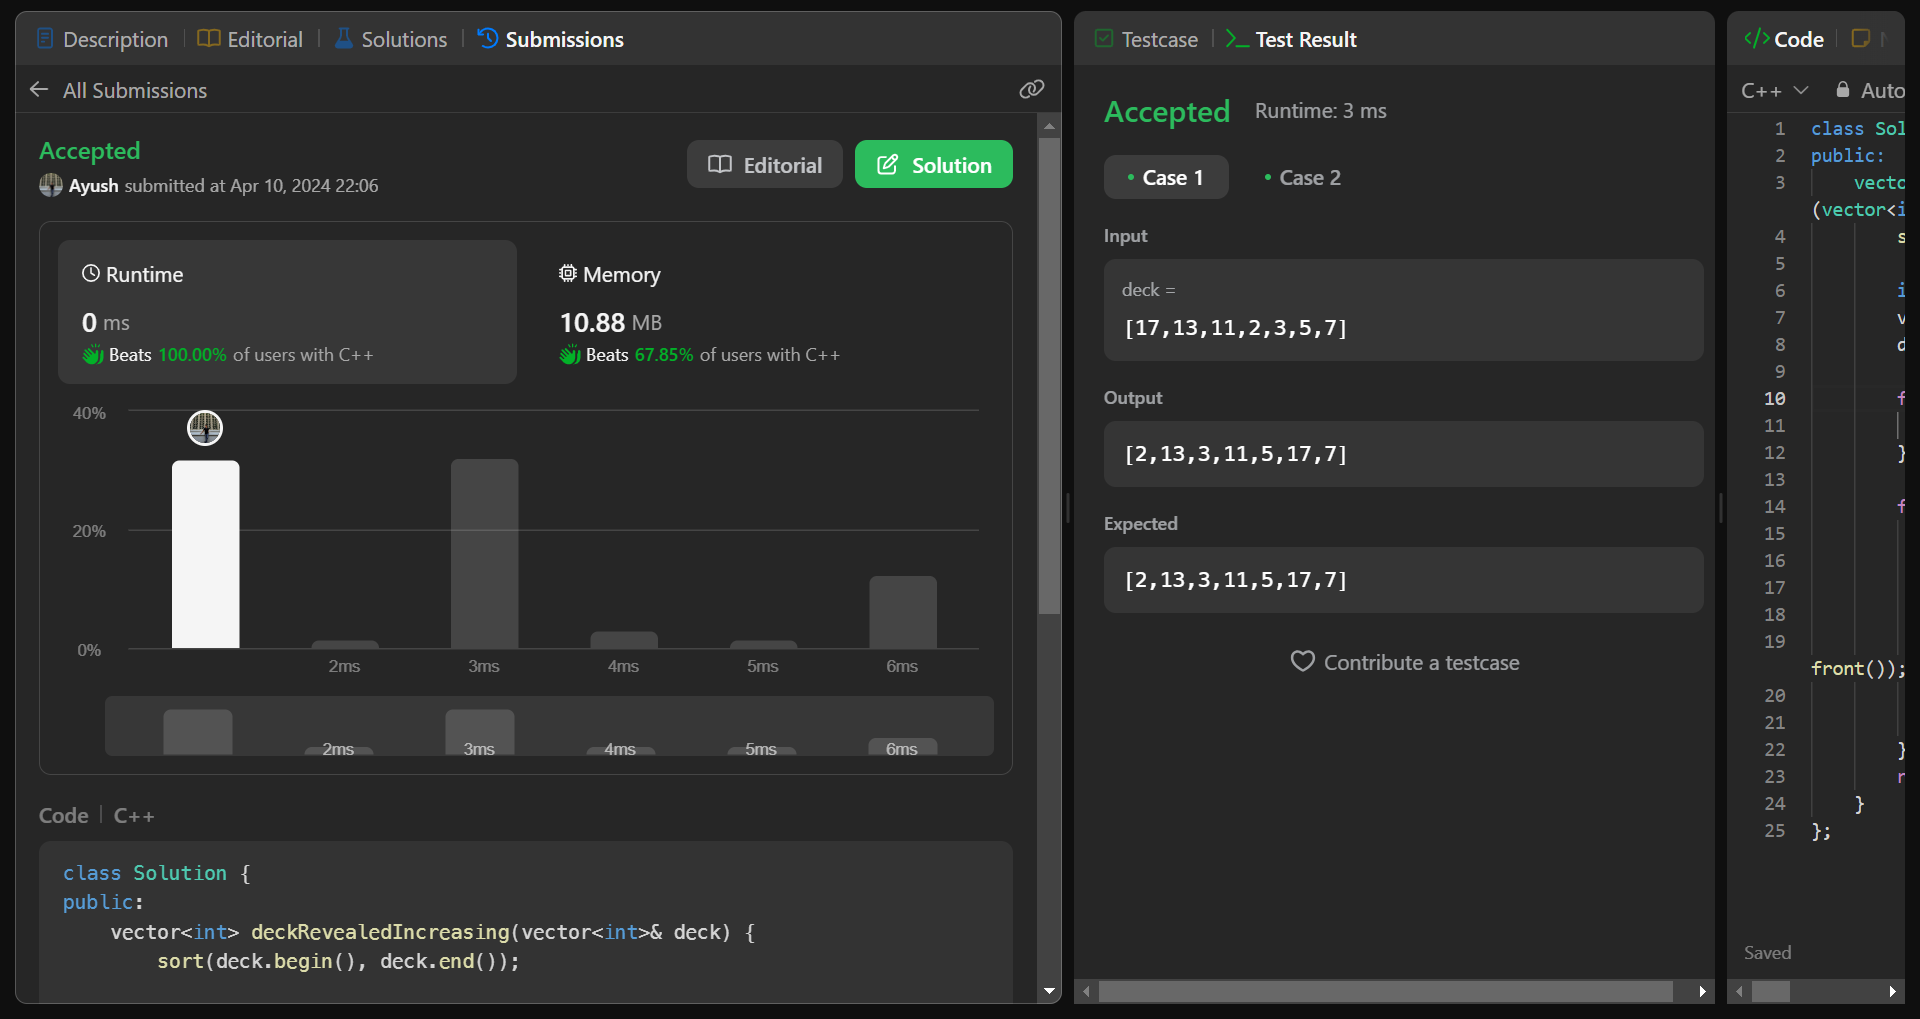 Description
Editorial
Solutions
Submissions
All Submissions
Accepted
Ayush submitted at Apr 10, 2024 22:06
Editorial
Solution
Runtime
0 ms
Beats 100.00% of users with C++
Memory
10.88 MB
Beats 67.85% of users with C++
40%
20%
0%
2ms
3ms
4ms
5ms
6ms
2ms
3ms
4ms
5ms
6ms
Code
C++
class Solution {
public:
vector<int> deckRevealedIncreasing(vector<int>& deck) {
sort(deck.begin(), deck.end());
Testcase
Test Result
Accepted
Runtime: 3 ms
Case 1
Case 2
Input
deck =
[17,13,11,2,3,5,7]
Output
[2,13,3,11,5,17,7]
Expected
[2,13,3,11,5,17,7]
Contribute a testcase
</> Code
C++
Auto
1 class Sol
2 public:
3 vecto
(vector<i
4 s
5
6 i
7 v
8 d
9
10 f
11
12 }
13
14 f
15
16
17
18
19
front());
20
21
22 }
23 r
24 }
25 };
Saved